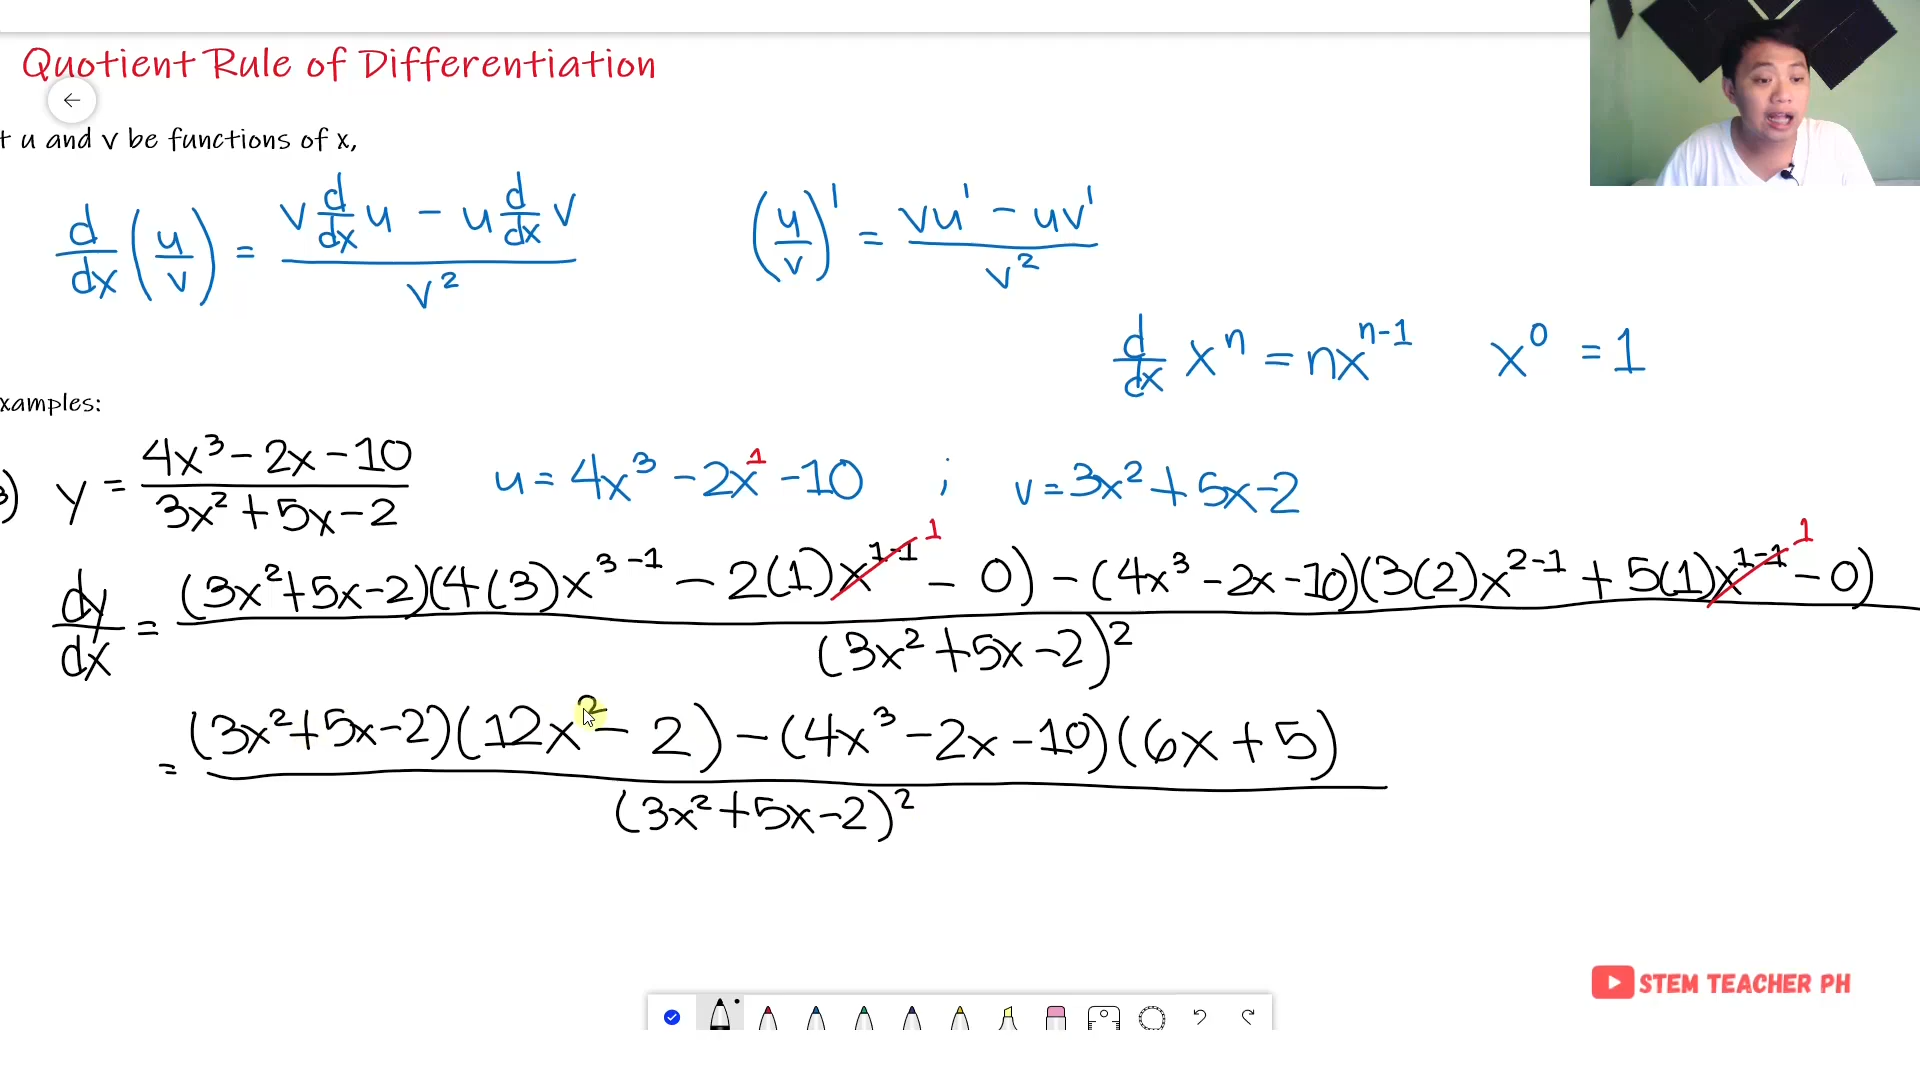 Quotient Rule of Differentiation
t u and v be functions of x,
d/dx (u/v) = (v d/dx u - u d/dx v)/v² (u/v)' = (vu' - uv')/v²
d/dx xⁿ = nxⁿ⁻¹ x⁰ = 1
xamples:
3) y = (4x³ - 2x - 10)/(3x² + 5x - 2) u = 4x³ - 2x¹ - 10 ; v = 3x² + 5x - 2
dy/dx = ((3x² + 5x - 2)(4(3)x³⁻¹ - 2(1)x¹⁻¹ 1 - 0) - (4x³ - 2x - 10)(3(2)x²⁻¹ + 5(1)x¹⁻¹ 1 - 0))/(3x² + 5x - 2)²
= ((3x² + 5x - 2)(12x² - 2) - (4x³ - 2x - 10)(6x + 5))/(3x² + 5x - 2)²
STEM TEACHER PH